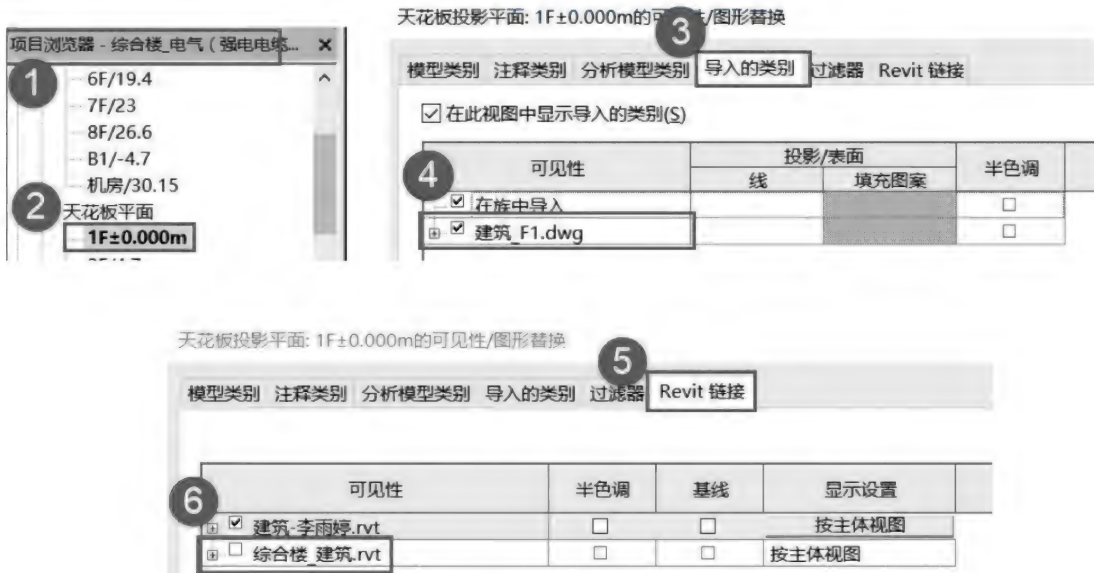 天花板投影平面: 1F±0.000m的可见性/图形替换
项目浏览器 - 综合楼_电气（强电电缆...
1
6F/19.4
7F/23
8F/26.6
B1/-4.7
机房/30.15
2
天花板平面
1F±0.000m
3
模型类别 注释类别 分析模型类别 导入的类别 过滤器 Revit 链接
在此视图中显示导入的类别(S)
4
可见性 投影/表面 半色调
线 填充图案
在族中导入
建筑_F1.dwg
天花板投影平面: 1F±0.000m的可见性/图形替换
5
模型类别 注释类别 分析模型类别 导入的类别 过滤器 Revit 链接
6
可见性 半色调 基线 显示设置
建筑-李雨婷.rvt 按主体视图
综合楼_建筑.rvt 按主体视图